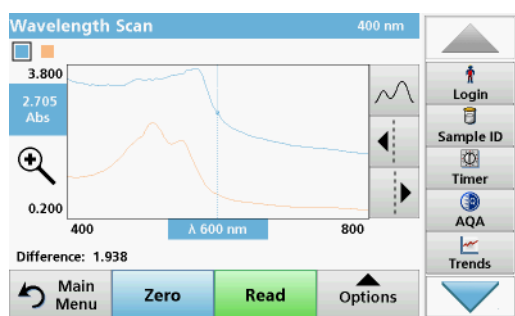 Wavelength Scan 400 nm
3.800
2.705
Abs
0.200
400 λ 600 nm 800
Difference: 1.938
Main
Menu
Zero
Read
Options
Login
Sample ID
Timer
AQA
Trends